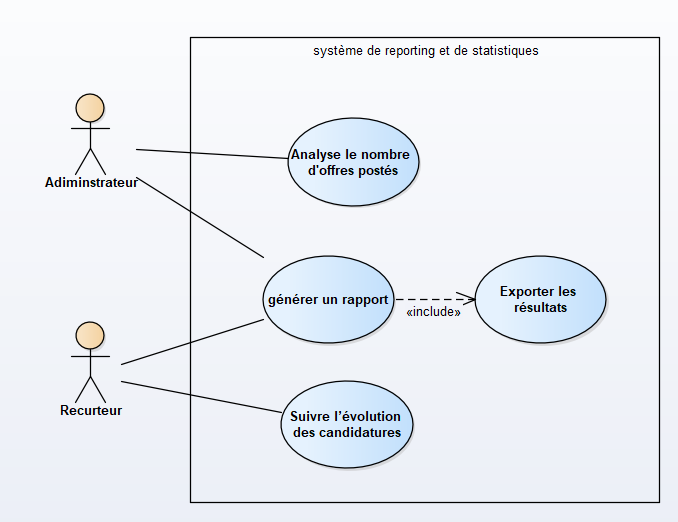 système de reporting et de statistiques
Analyse le nombre
d'offres postés
Adiminstrateur
générer un rapport
«include»
Exporter les
résultats
Recurteur
Suivre l'évolution
des candidatures